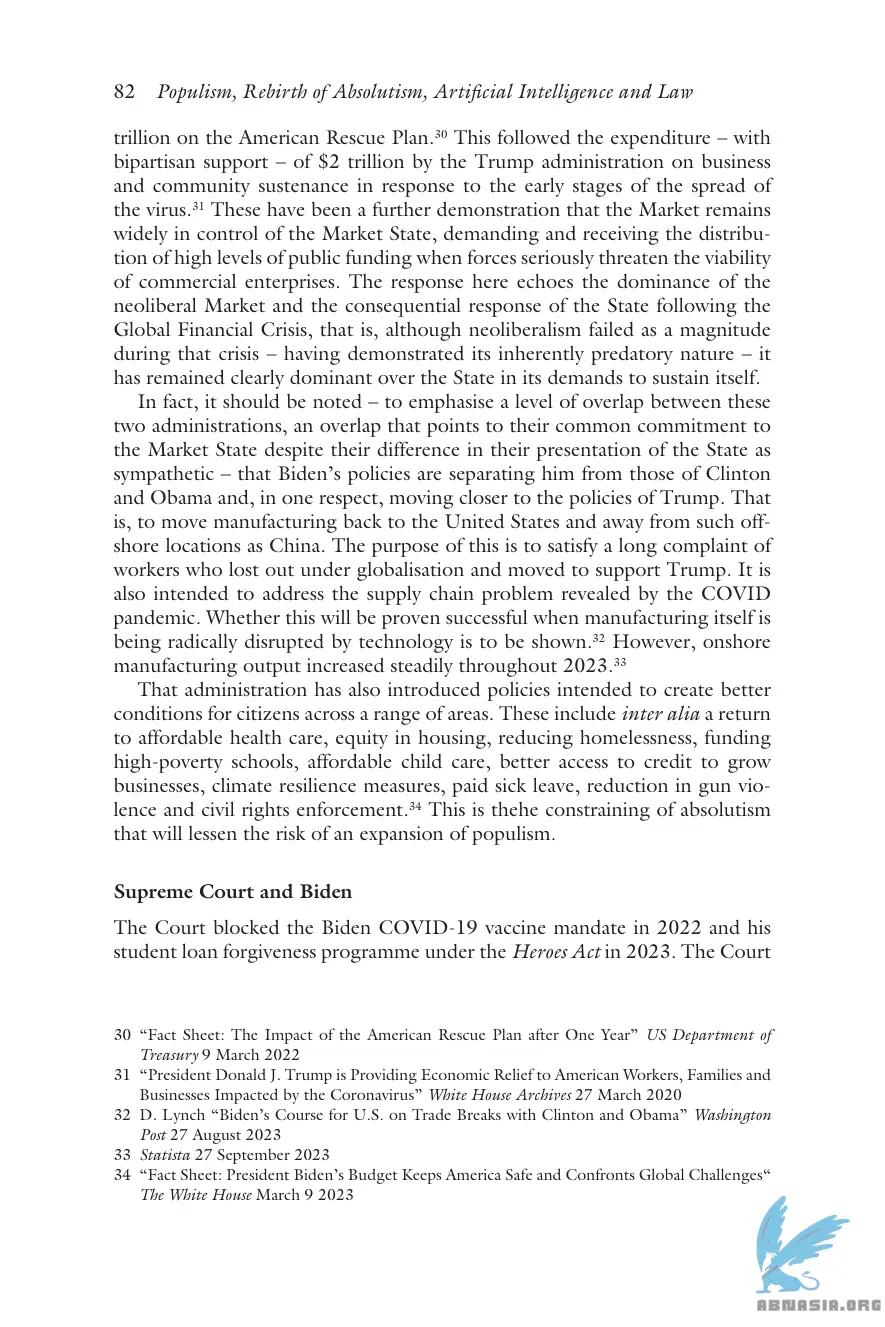 82 Populism, Rebirth of Absolutism, Artificial Intelligence and Law
trillion on the American Rescue Plan.³⁰ This followed the expenditure – with
bipartisan support – of $2 trillion by the Trump administration on business
and community sustenance in response to the early stages of the spread of
the virus.³¹ These have been a further demonstration that the Market remains
widely in control of the Market State, demanding and receiving the distribu-
tion of high levels of public funding when forces seriously threaten the viability
of commercial enterprises. The response here echoes the dominance of the
neoliberal Market and the consequential response of the State following the
Global Financial Crisis, that is, although neoliberalism failed as a magnitude
during that crisis – having demonstrated its inherently predatory nature – it
has remained clearly dominant over the State in its demands to sustain itself.
In fact, it should be noted – to emphasise a level of overlap between these
two administrations, an overlap that points to their common commitment to
the Market State despite their difference in their presentation of the State as
sympathetic – that Biden's policies are separating him from those of Clinton
and Obama and, in one respect, moving closer to the policies of Trump. That
is, to move manufacturing back to the United States and away from such off-
shore locations as China. The purpose of this is to satisfy a long complaint of
workers who lost out under globalisation and moved to support Trump. It is
also intended to address the supply chain problem revealed by the COVID
pandemic. Whether this will be proven successful when manufacturing itself is
being radically disrupted by technology is to be shown.³² However, onshore
manufacturing output increased steadily throughout 2023.³³
That administration has also introduced policies intended to create better
conditions for citizens across a range of areas. These include inter alia a return
to affordable health care, equity in housing, reducing homelessness, funding
high-poverty schools, affordable child care, better access to credit to grow
businesses, climate resilience measures, paid sick leave, reduction in gun vio-
lence and civil rights enforcement.³⁴ This is thehe constraining of absolutism
that will lessen the risk of an expansion of populism.
Supreme Court and Biden
The Court blocked the Biden COVID-19 vaccine mandate in 2022 and his
student loan forgiveness programme under the Heroes Act in 2023. The Court
30 “Fact Sheet: The Impact of the American Rescue Plan after One Year” US Department of
Treasury 9 March 2022
31 “President Donald J. Trump is Providing Economic Relief to American Workers, Families and
Businesses Impacted by the Coronavirus” White House Archives 27 March 2020
32 D. Lynch “Biden's Course for U.S. on Trade Breaks with Clinton and Obama” Washington
Post 27 August 2023
33 Statista 27 September 2023
34 “Fact Sheet: President Biden's Budget Keeps America Safe and Confronts Global Challenges“
The White House March 9 2023
ABNASIA.ORG